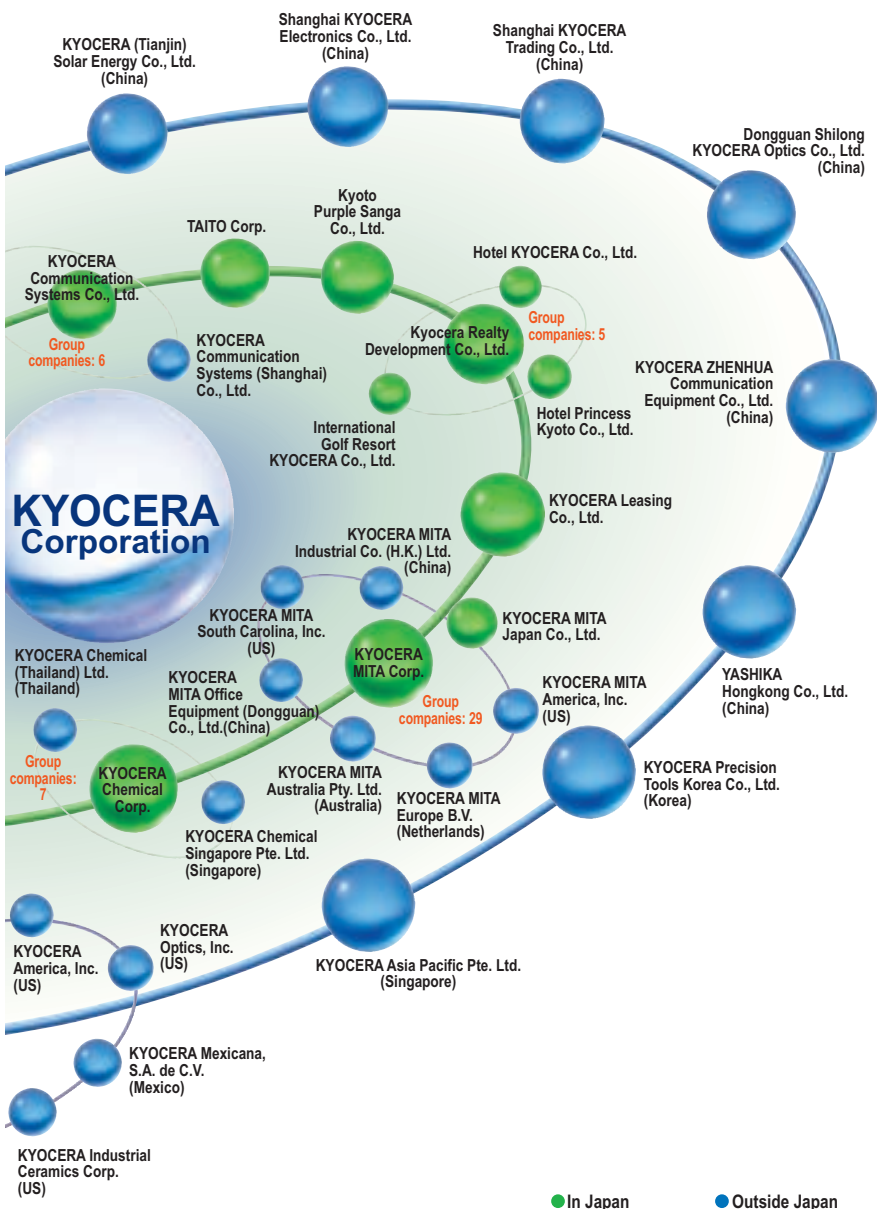 Shanghai KYOCERA
Electronics Co., Ltd.
(China)
Shanghai KYOCERA
Trading Co., Ltd.
(China)
KYOCERA (Tianjin)
Solar Energy Co., Ltd.
(China)
Dongguan Shilong
KYOCERA Optics Co., Ltd.
(China)
Kyoto
Purple Sanga
Co., Ltd.
TAITO Corp.
Hotel KYOCERA Co., Ltd.
KYOCERA
Communication
Systems Co., Ltd.
Group
companies: 6
KYOCERA
Communication
Systems (Shanghai)
Co., Ltd.
Kyocera Realty
Development Co., Ltd.
Group
companies: 5
International
Golf Resort
KYOCERA Co., Ltd.
Hotel Princess
Kyoto Co., Ltd.
KYOCERA ZHENHUA
Communication
Equipment Co., Ltd.
(China)
KYOCERA
Corporation
KYOCERA Leasing
Co., Ltd.
KYOCERA MITA
Industrial Co. (H.K.) Ltd.
(China)
KYOCERA MITA
South Carolina, Inc.
(US)
KYOCERA MITA
Japan Co., Ltd.
KYOCERA
MITA Corp.
KYOCERA Chemical
(Thailand) Ltd.
(Thailand)
KYOCERA
MITA Office
Equipment (Dongguan)
Co., Ltd.(China)
Group
companies: 29
KYOCERA MITA
America, Inc.
(US)
YASHIKA
Hongkong Co., Ltd.
(China)
Group
companies:
7
KYOCERA
Chemical
Corp.
KYOCERA MITA
Australia Pty. Ltd.
(Australia)
KYOCERA MITA
Europe B.V.
(Netherlands)
KYOCERA Precision
Tools Korea Co., Ltd.
(Korea)
KYOCERA Chemical
Singapore Pte. Ltd.
(Singapore)
KYOCERA
America, Inc.
(US)
KYOCERA
Optics, Inc.
(US)
KYOCERA Asia Pacific Pte. Ltd.
(Singapore)
KYOCERA Mexicana,
S.A. de C.V.
(Mexico)
KYOCERA Industrial
Ceramics Corp.
(US)
In Japan
Outside Japan